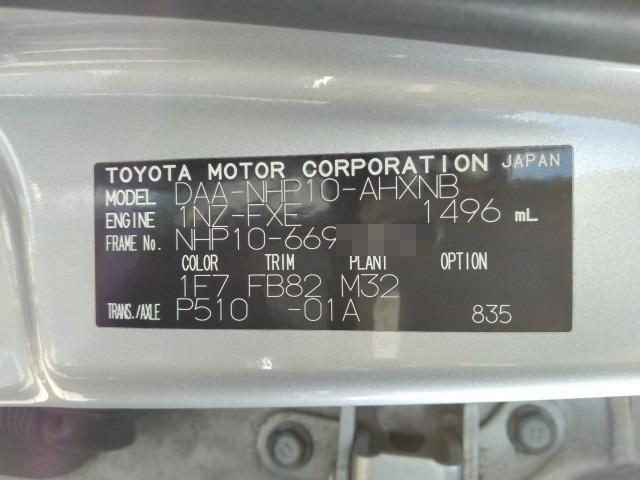 TOYOTA MOTOR CORPORATION JAPAN
MODEL DAA-NHP10-AHXNB
ENGINE 1NZ-FXE 1496 mL
FRAME No. NHP10-669
COLOR TRIM PLANT OPTION
1F7 FB82 M32
TRANS./AXLE P510 -01A 835